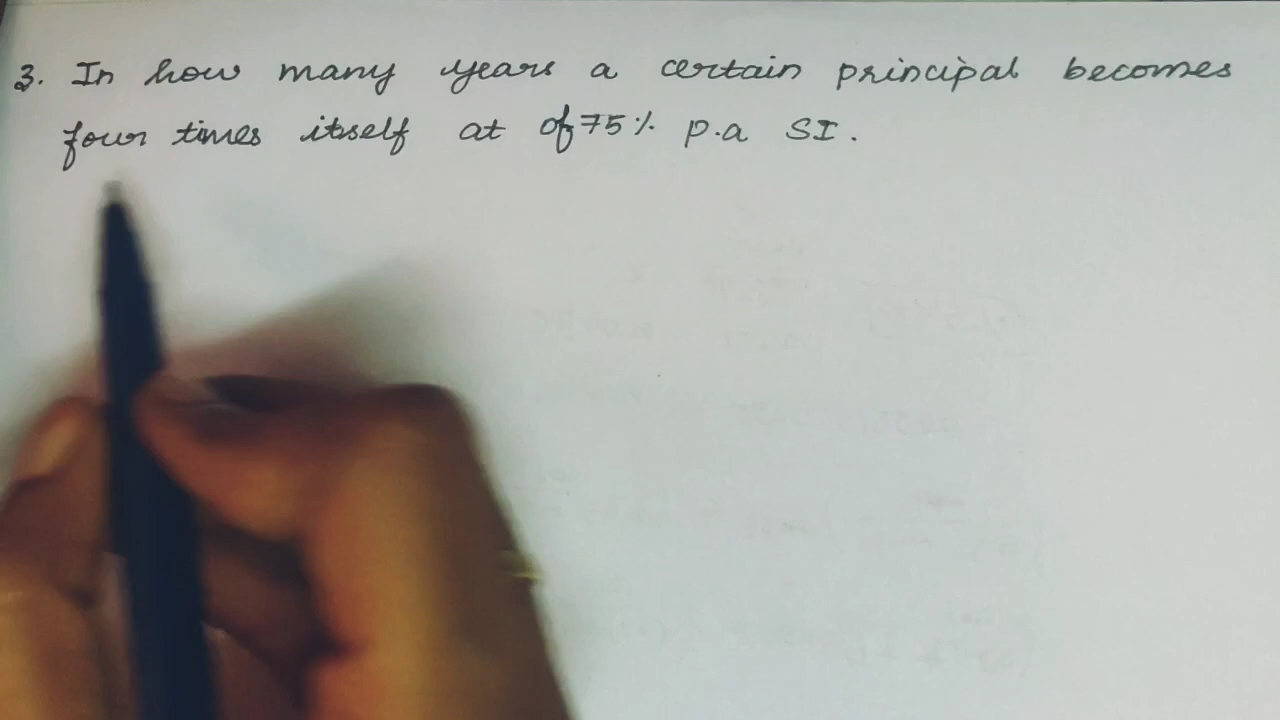 3. In how many years a certain principal becomes
four times itself at of 75% p.a SI.